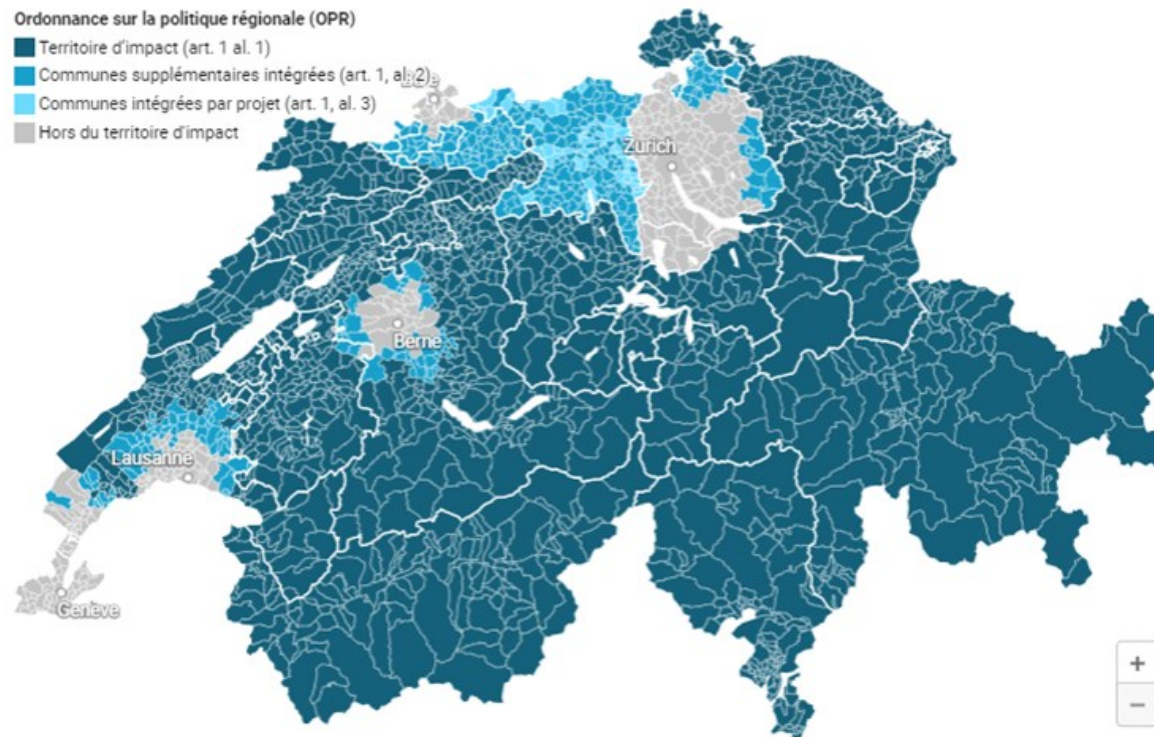 Ordonnance sur la politique régionale (OPR)
Territoire d'impact (art. 1 al. 1)
Communes supplémentaires intégrées (art. 1, al. 2)
Communes intégrées par projet (art. 1, al. 3)
Hors du territoire d'impact
Zurich
Berne
Lausanne
Genève
+
−